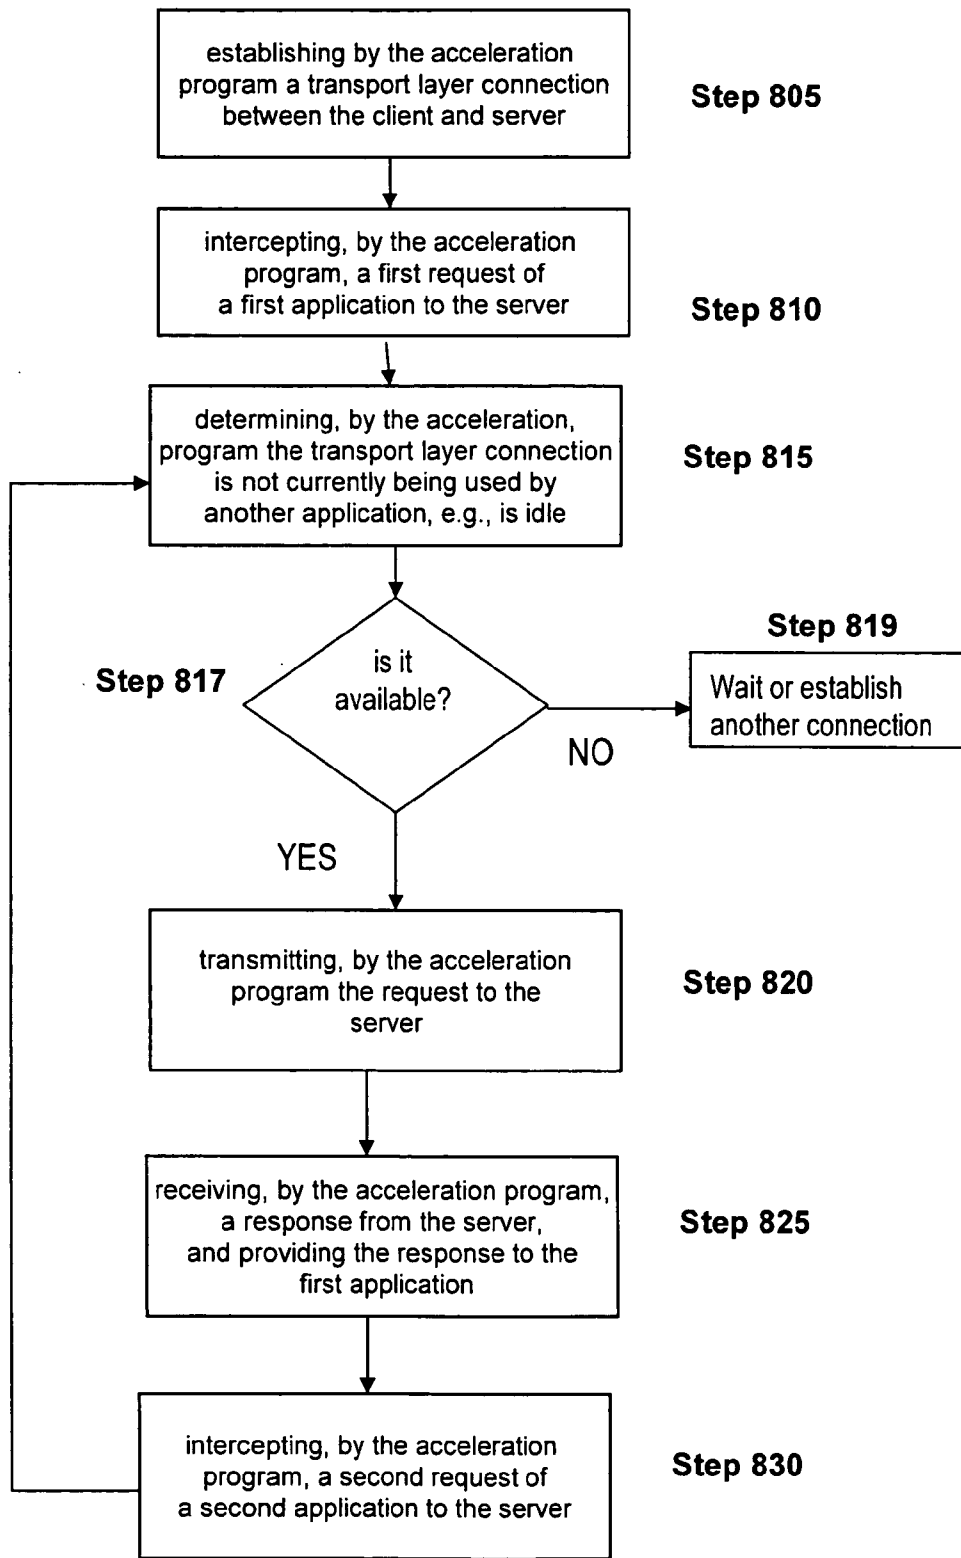 establishing by the acceleration
program a transport layer connection
between the client and server
Step 805
intercepting, by the acceleration
program, a first request of
a first application to the server
Step 810
determining, by the acceleration,
program the transport layer connection
is not currently being used by
another application, e.g., is idle
Step 815
Step 817
is it
available?
Step 819
Wait or establish
another connection
NO
YES
transmitting, by the acceleration
program the request to the
server
Step 820
receiving, by the acceleration program,
a response from the server,
and providing the response to the
first application
Step 825
intercepting, by the acceleration
program, a second request of
a second application to the server
Step 830